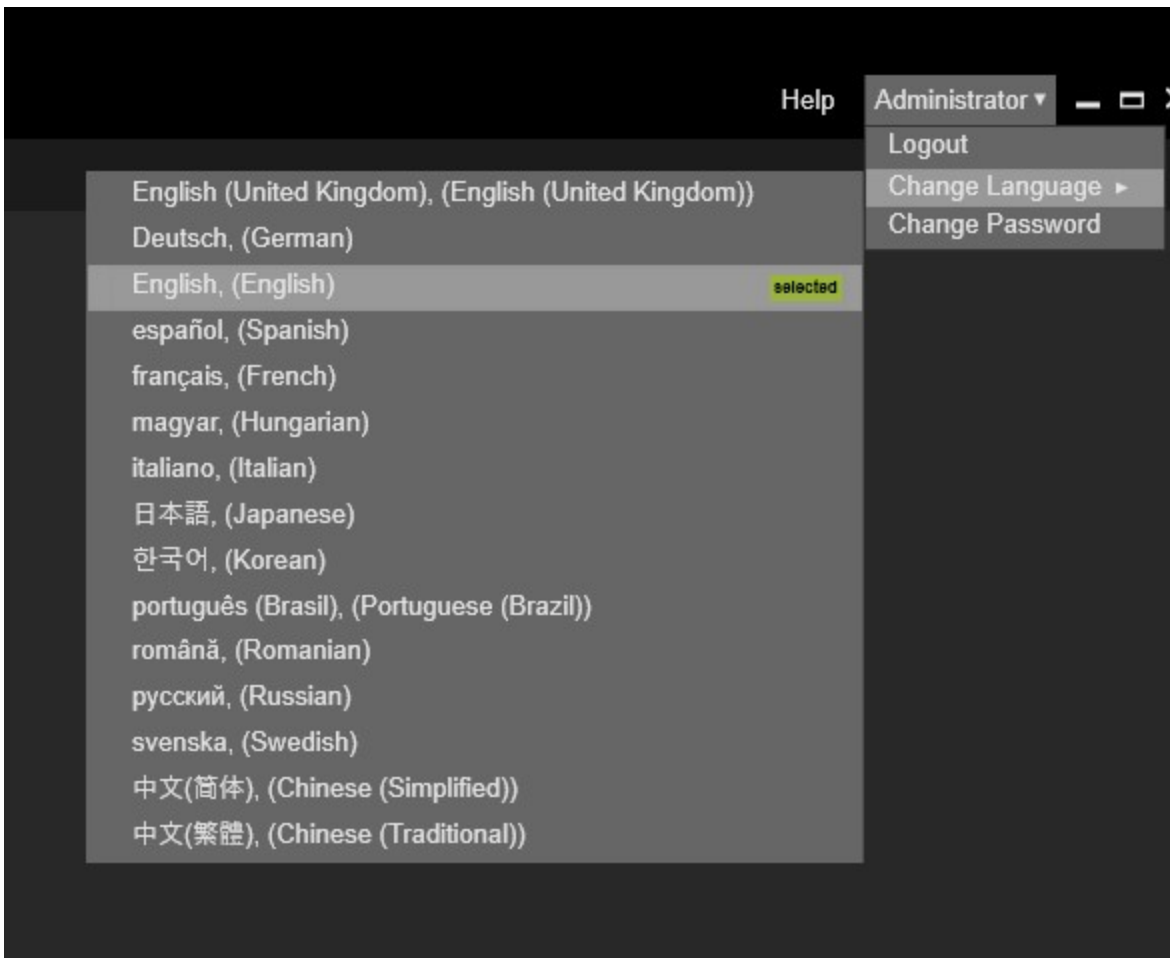 Help Administrator ▾
Logout
Change Language ▸
Change Password
English (United Kingdom), (English (United Kingdom))
Deutsch, (German)
English, (English) selected
español, (Spanish)
français, (French)
magyar, (Hungarian)
italiano, (Italian)
日本語, (Japanese)
한국어, (Korean)
português (Brasil), (Portuguese (Brazil))
română, (Romanian)
русский, (Russian)
svenska, (Swedish)
中文(简体), (Chinese (Simplified))
中文(繁體), (Chinese (Traditional))